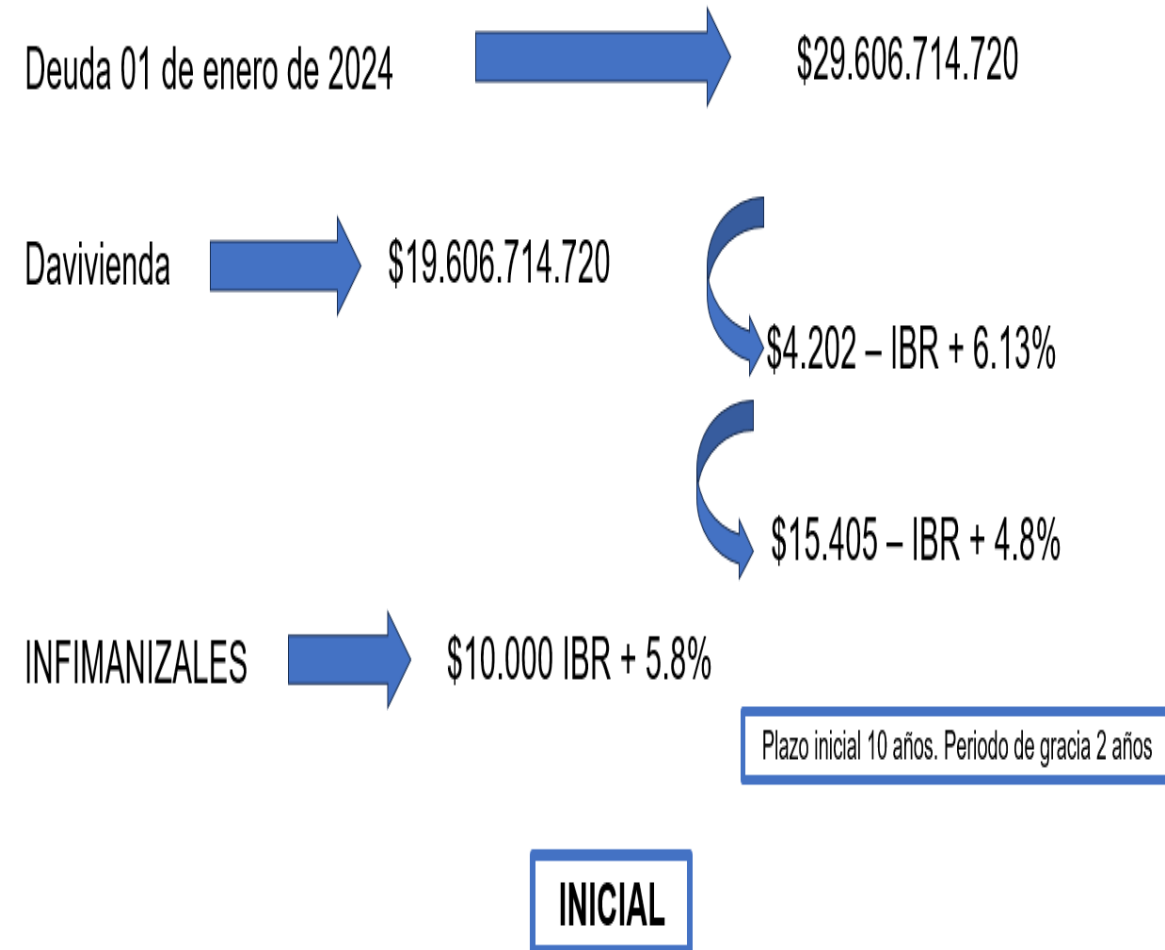 Deuda 01 de enero de 2024 $29.606.714.720
Davivienda $19.606.714.720
$4.202 – IBR + 6.13%
$15.405 – IBR + 4.8%
INFIMANIZALES $10.000 IBR + 5.8%
Plazo inicial 10 años. Periodo de gracia 2 años
INICIAL